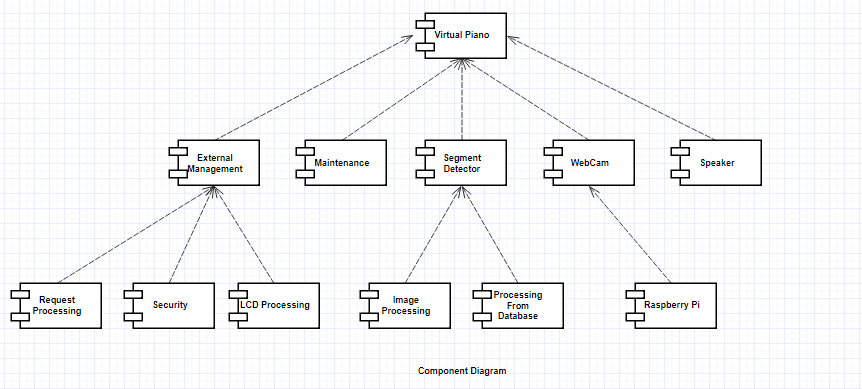 Virtual Piano
External
Management
Maintenance
Segment
Detector
WebCam
Speaker
Request
Processing
Security
LCD Processing
Image
Processing
Processing
From
Database
Raspberry Pi
Component Diagram